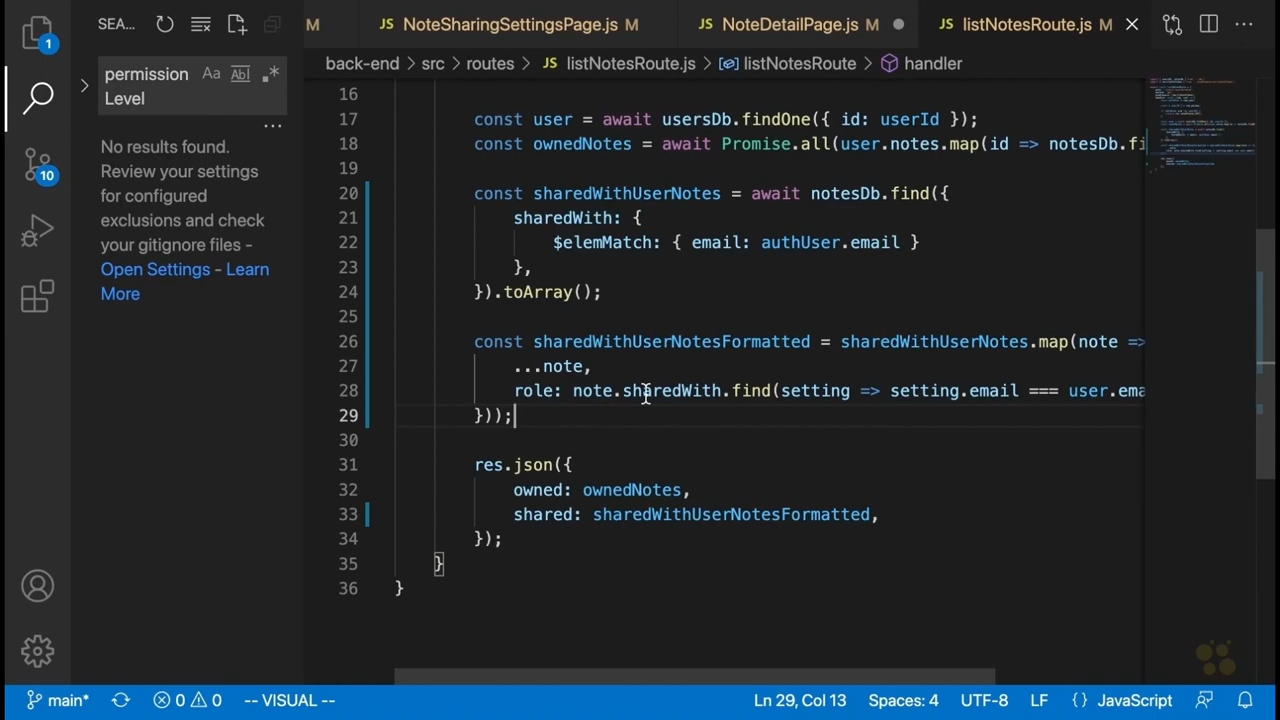 SEA...
M
NoteSharingSettingsPage.js M
NoteDetailPage.js M
listNotesRoute.js M
1
permission
Level
Aa Abl
back-end > src > routes > JS listNotesRoute.js > listNotesRoute > handler
No results found.
Review your settings
for configured
exclusions and check
your gitignore files -
Open Settings - Learn
More
10
16
17 const user = await usersDb.findOne({ id: userId });
18 const ownedNotes = await Promise.all(user.notes.map(id => notesDb.fi
19
20 const sharedWithUserNotes = await notesDb.find({
21 sharedWith: {
22 $elemMatch: { email: authUser.email }
23 },
24 }).toArray();
25
26 const sharedWithUserNotesFormatted = sharedWithUserNotes.map(note =>
27 ...note,
28 role: note.sharedWith.find(setting => setting.email === user.ema
29 }));
30
31 res.json({
32 owned: ownedNotes,
33 shared: sharedWithUserNotesFormatted,
34 });
35 }
36 }
main* 0 0 -- VISUAL -- Ln 29, Col 13 Spaces: 4 UTF-8 LF {} JavaScript